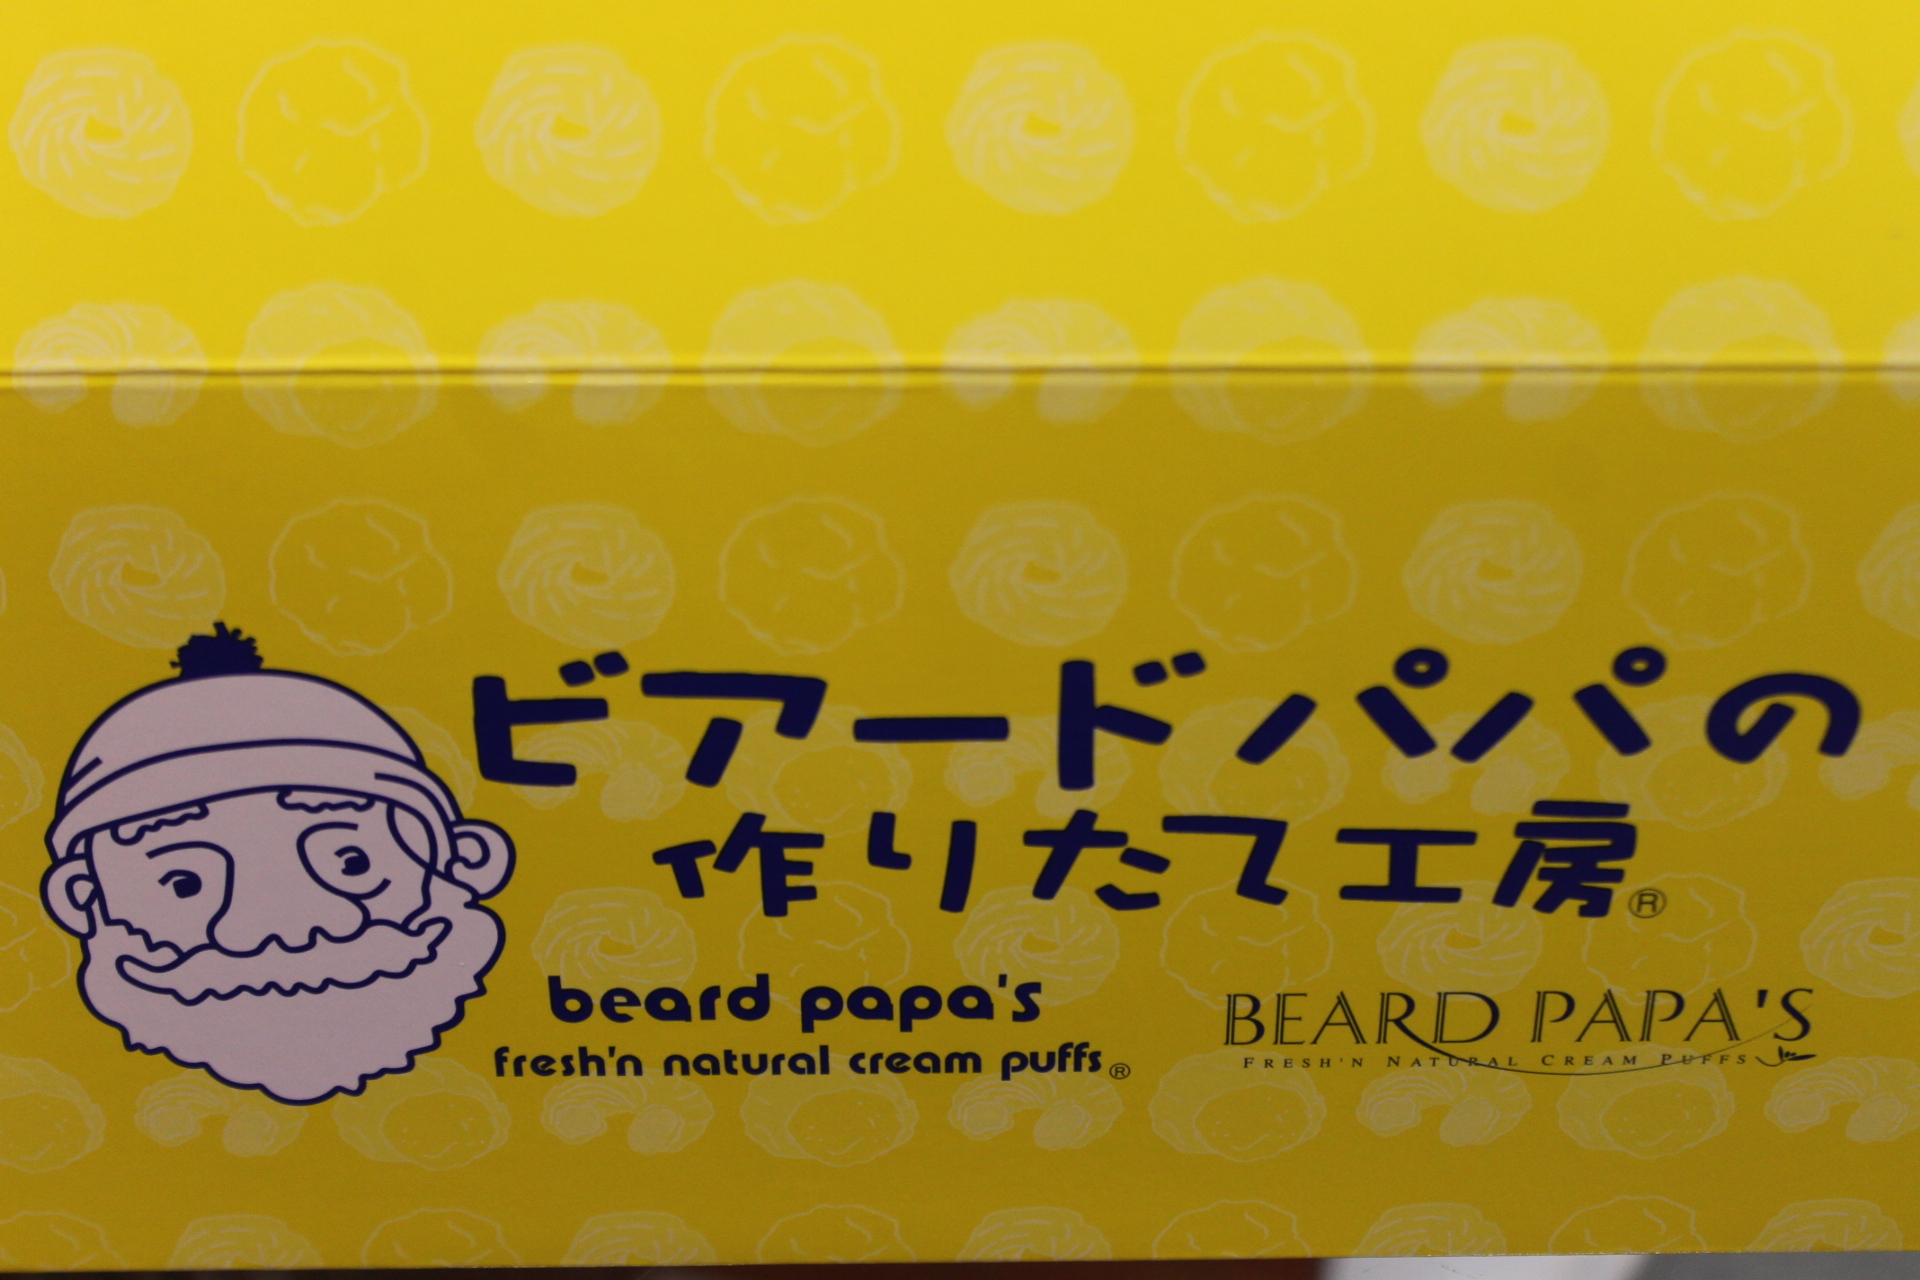 ビアードパパの
作りたて工房®
beard papa's
fresh'n natural cream puffs®
BEARD PAPA'S
FRESH'N NATURAL CREAM PUFFS